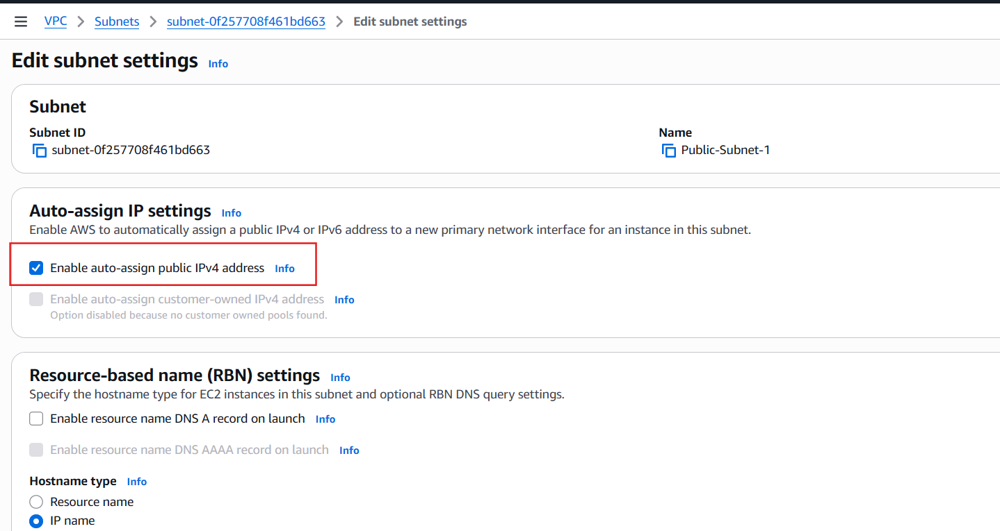 VPC > Subnets > subnet-0f257708f461bd663 > Edit subnet settings
Edit subnet settings Info
Subnet
Subnet ID Name
subnet-0f257708f461bd663 Public-Subnet-1
Auto-assign IP settings Info
Enable AWS to automatically assign a public IPv4 or IPv6 address to a new primary network interface for an instance in this subnet.
Enable auto-assign public IPv4 address Info
Enable auto-assign customer-owned IPv4 address Info
Option disabled because no customer owned pools found.
Resource-based name (RBN) settings Info
Specify the hostname type for EC2 instances in this subnet and optional RBN DNS query settings.
Enable resource name DNS A record on launch Info
Enable resource name DNS AAAA record on launch Info
Hostname type Info
Resource name
IP name